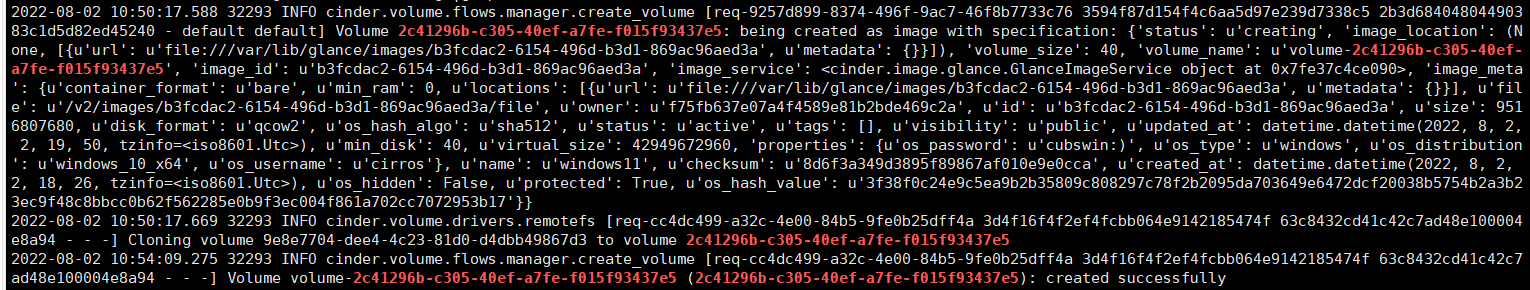 2022-08-02 10:50:17.588 32293 INFO cinder.volume.flows.manager.create_volume [req-9257d899-8374-496f-9ac7-46f8b7733c76 3594f87d154f4c6aa5d97e239d7338c5 2b3d684048044903
83c1d5d82ed45240 - default default] Volume 2c41296b-c305-40ef-a7fe-f015f93437e5: being created as image with specification: {'status': u'creating', 'image_location': (N
one, [{u'url': u'file:///var/lib/glance/images/b3fcdac2-6154-496d-b3d1-869ac96aed3a', u'metadata': {}}]), 'volume_size': 40, 'volume_name': u'volume-2c41296b-c305-40ef-
a7fe-f015f93437e5', 'image_id': u'b3fcdac2-6154-496d-b3d1-869ac96aed3a', 'image_service': <cinder.image.glance.GlanceImageService object at 0x7fe37c4ce090>, 'image_meta
': {u'container_format': u'bare', u'min_ram': 0, u'locations': [{u'url': u'file:///var/lib/glance/images/b3fcdac2-6154-496d-b3d1-869ac96aed3a', u'metadata': {}}], u'fil
e': u'/v2/images/b3fcdac2-6154-496d-b3d1-869ac96aed3a/file', u'owner': u'f75fb637e07a4f4589e81b2bde469c2a', u'id': u'b3fcdac2-6154-496d-b3d1-869ac96aed3a', u'size': 951
6807680, u'disk_format': u'qcow2', u'os_hash_algo': u'sha512', u'status': u'active', u'tags': [], u'visibility': u'public', u'updated_at': datetime.datetime(2022, 8, 2,
 2, 19, 50, tzinfo=<iso8601.Utc>), u'min_disk': 40, u'virtual_size': 42949672960, 'properties': {u'os_password': u'cubswin:)', u'os_type': u'windows', u'os_distribution
': u'windows_10_x64', u'os_username': u'cirros'}, u'name': u'windows11', u'checksum': u'8d6f3a349d3895f89867af010e9e0cca', u'created_at': datetime.datetime(2022, 8, 2,
 2, 18, 26, tzinfo=<iso8601.Utc>), u'os_hidden': False, u'protected': True, u'os_hash_value': u'3f38f0c24e9c5ea9b2b35809c808297c78f2b2095da703649e6472dcf20038b5754b2a3b2
3ec9f48c8bbcc0b62f562285e0b9f3ec004f861a702cc7072953b17'}}
2022-08-02 10:50:17.669 32293 INFO cinder.volume.drivers.remotefs [req-cc4dc499-a32c-4e00-84b5-9fe0b25dff4a 3d4f16f4f2ef4fcbb064e9142185474f 63c8432cd41c42c7ad48e100004
e8a94 - - -] Cloning volume 9e8e7704-dee4-4c23-81d0-d4dbb49867d3 to volume 2c41296b-c305-40ef-a7fe-f015f93437e5
2022-08-02 10:54:09.275 32293 INFO cinder.volume.flows.manager.create_volume [req-cc4dc499-a32c-4e00-84b5-9fe0b25dff4a 3d4f16f4f2ef4fcbb064e9142185474f 63c8432cd41c42c7
ad48e100004e8a94 - - -] Volume volume-2c41296b-c305-40ef-a7fe-f015f93437e5 (2c41296b-c305-40ef-a7fe-f015f93437e5): created successfully